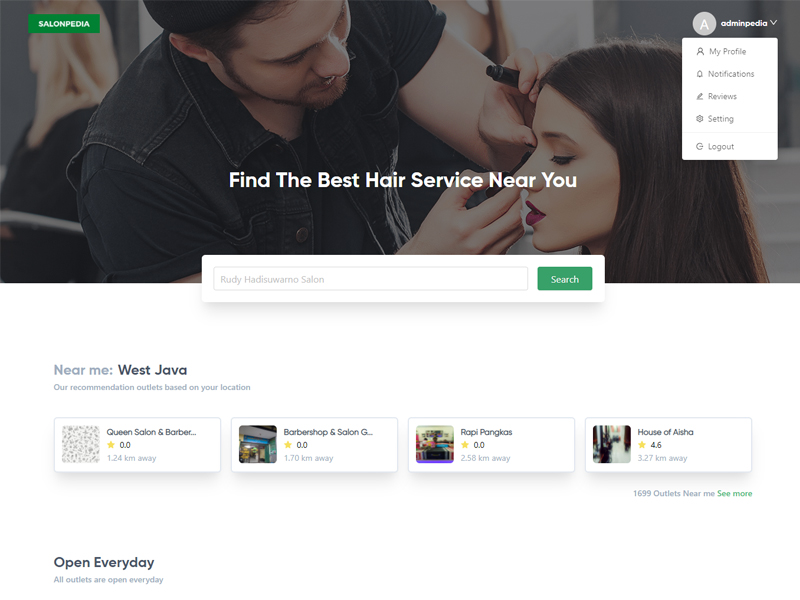 SALONPEDIA
A
adminpedia
My Profile
Notifications
Reviews
Setting
Logout
Find The Best Hair Service Near You
Rudy Hadisuwarno Salon
Search
Near me: West Java
Our recommendation outlets based on your location
Queen Salon & Barber...
0.0
1.24 km away
Barbershop & Salon G...
0.0
1.70 km away
Rapi Pangkas
0.0
2.58 km away
House of Aisha
4.6
3.27 km away
1699 Outlets Near me See more
Open Everyday
All outlets are open everyday